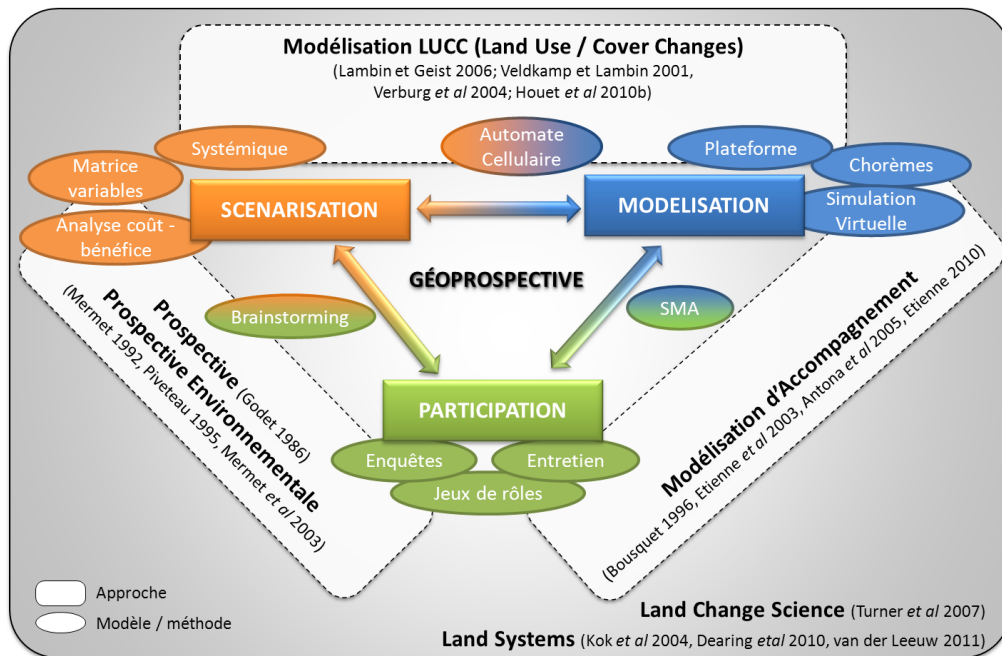 Modélisation LUCC (Land Use / Cover Changes)
(Lambin et Geist 2006; Veldkamp et Lambin 2001,
Verburg et al 2004; Houet et al 2010b)
Systémique
Automate
Cellulaire
Plateforme
Matrice
variables
Chorèmes
SCENARISATION
MODELISATION
Analyse coût -
bénéfice
Simulation
Virtuelle
GÉOPROSPECTIVE
Brainstorming
SMA
Prospective (Godet 1986)
Prospective Environnementale
(Mermet 1992, Piveteau 1995, Mermet et al 2003)
Modélisation d'Accompagnement
(Bousquet 1996, Etienne et al 2003, Antona et al 2005, Etienne 2010)
PARTICIPATION
Enquêtes
Entretien
Jeux de rôles
Approche
Modèle / méthode
Land Change Science (Turner et al 2007)
Land Systems (Kok et al 2004, Dearing etal 2010, van der Leeuw 2011)